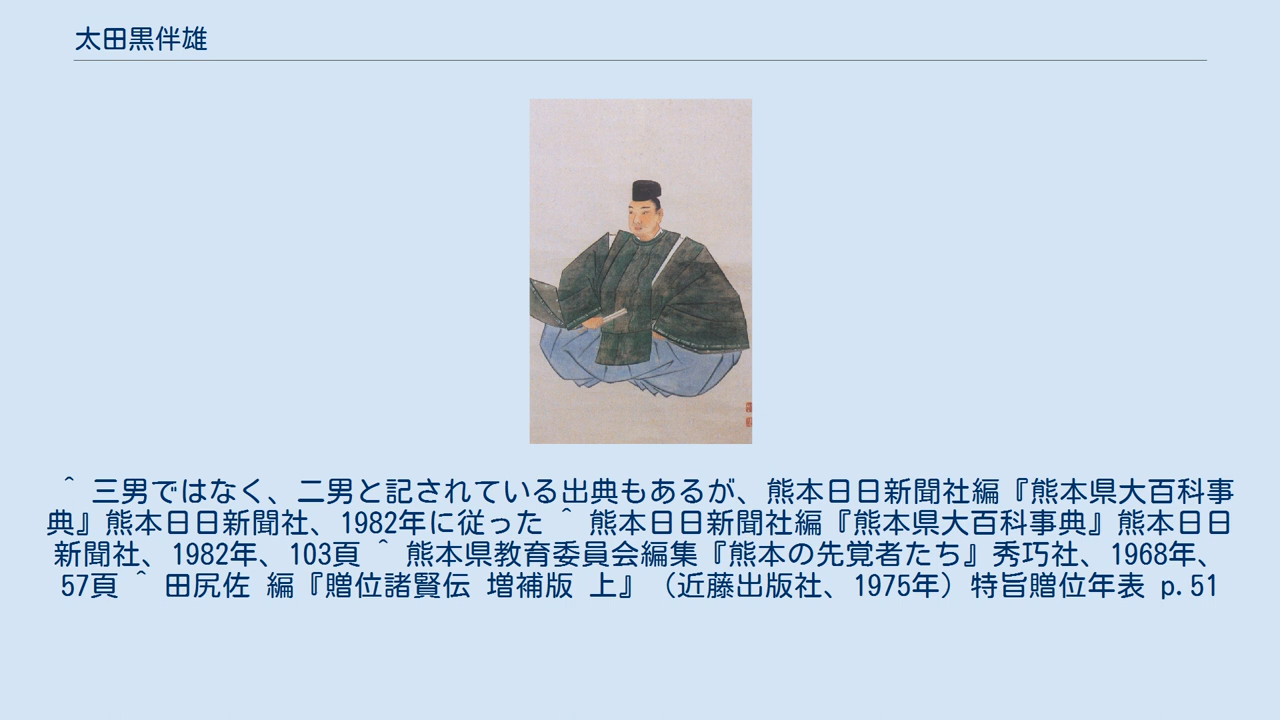 太田黒伴雄
^ 三男ではなく、二男と記されている出典もあるが、熊本日日新聞社編『熊本県大百科事
典』熊本日日新聞社、1982年に従った ^ 熊本日日新聞社編『熊本県大百科事典』熊本日日
新聞社、1982年、103頁 ^ 熊本県教育委員会編集『熊本の先覚者たち』秀巧社、1968年、
57頁 ^ 田尻佐 編『贈位諸賢伝 増補版 上』（近藤出版社、1975年）特旨贈位年表 p.51